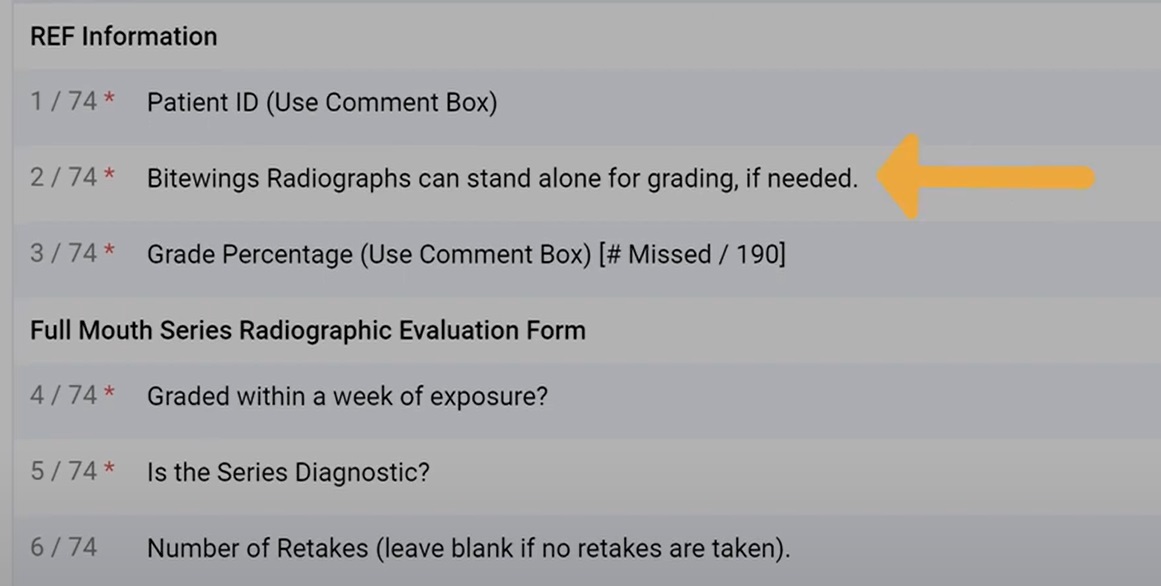 REF Information
1 / 74 * Patient ID (Use Comment Box)
2 / 74 * Bitewings Radiographs can stand alone for grading, if needed.
3 / 74 * Grade Percentage (Use Comment Box) [# Missed / 190]
Full Mouth Series Radiographic Evaluation Form
4 / 74 * Graded within a week of exposure?
5 / 74 * Is the Series Diagnostic?
6 / 74 Number of Retakes (leave blank if no retakes are taken).